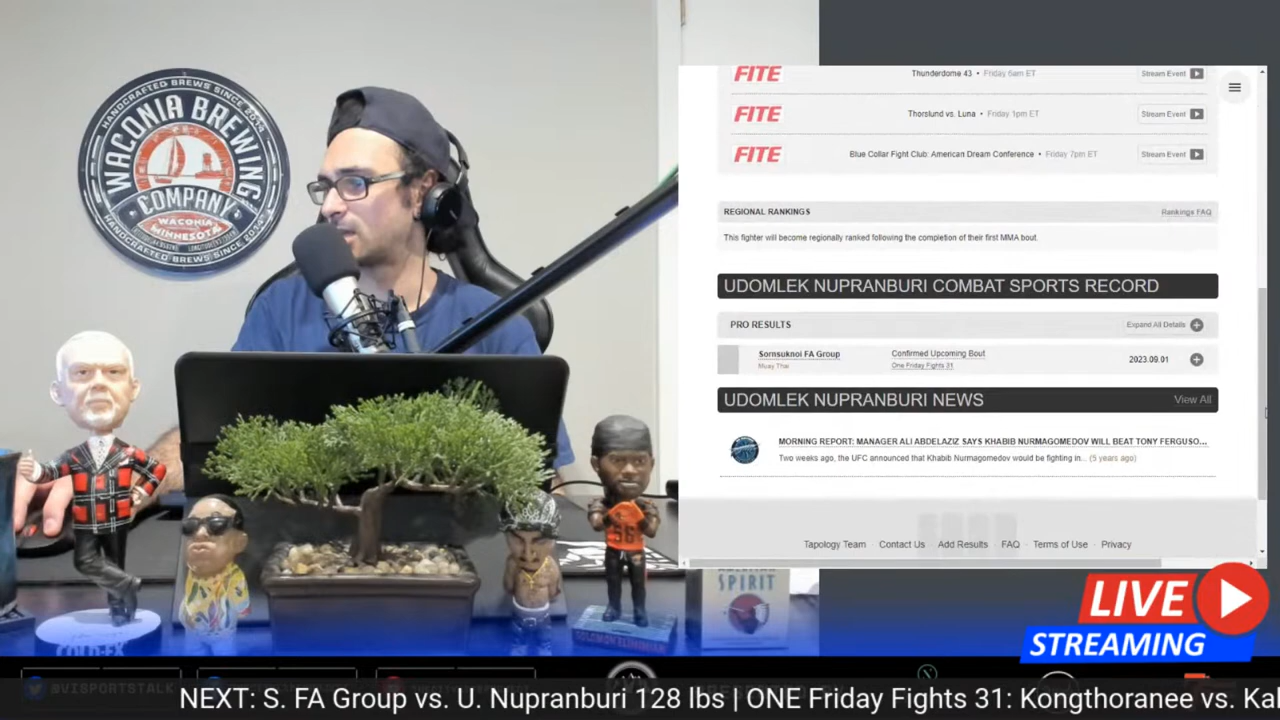 HANDCRAFTED BREWS SINCE 2014
WACONIA BREWING
COMPANY
WACONIA
MINNESOTA
HANDCRAFTED BREWS
FITE Thunderdome 43 • Friday 6am ET Stream Event
FITE Thorslund vs. Luna • Friday 1pm ET Stream Event
FITE Blue Collar Fight Club: American Dream Conference • Friday 7pm ET Stream Event
REGIONAL RANKINGS Rankings FAQ
This fighter will become regionally ranked following the completion of their first MMA bout.
UDOMLEK NUPRANBURI COMBAT SPORTS RECORD
PRO RESULTS Expand All Details
Sornsuknoi FA Group Confirmed Upcoming Bout 2023.09.01
Muay Thai One Friday Fights 31
UDOMLEK NUPRANBURI NEWS View All
MORNING REPORT: MANAGER ALI ABDELAZIZ SAYS KHABIB NURMAGOMEDOV WILL BEAT TONY FERGUSO...
Two weeks ago, the UFC announced that Khabib Nurmagomedov would be fighting in... (5 years ago)
Tapology Team Contact Us Add Results FAQ Terms of Use Privacy
56
SPIRIT
SOLOMON ELIMIMIAN
LIVE
STREAMING
@VISPORTSTALK
NEXT: S. FA Group vs. U. Nupranburi 128 lbs | ONE Friday Fights 31: Kongthoranee vs. Ka